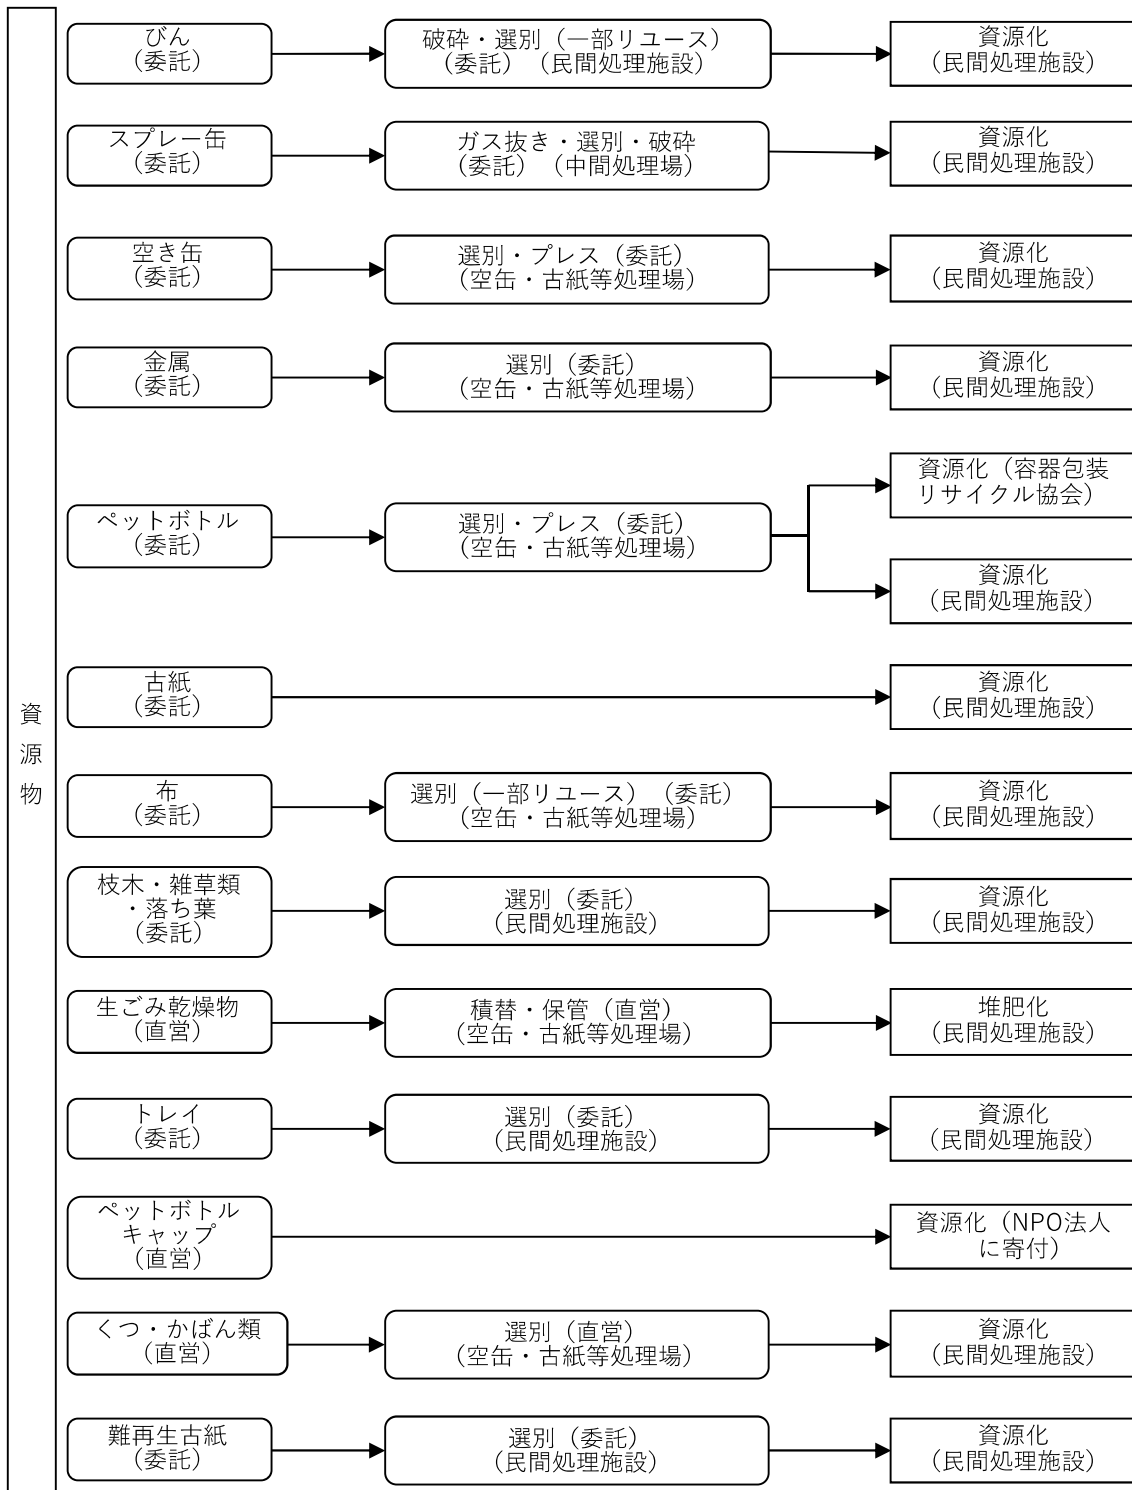 資
源
物
びん
（委託）
破砕・選別（一部リユース）
（委託）（民間処理施設）
資源化
（民間処理施設）
スプレー缶
（委託）
ガス抜き・選別・破砕
（委託）（中間処理場）
資源化
（民間処理施設）
空き缶
（委託）
選別・プレス（委託）
（空缶・古紙等処理場）
資源化
（民間処理施設）
金属
（委託）
選別（委託）
（空缶・古紙等処理場）
資源化
（民間処理施設）
ペットボトル
（委託）
選別・プレス（委託）
（空缶・古紙等処理場）
資源化（容器包装
リサイクル協会）
資源化
（民間処理施設）
古紙
（委託）
資源化
（民間処理施設）
布
（委託）
選別（一部リユース）（委託）
（空缶・古紙等処理場）
資源化
（民間処理施設）
枝木・雑草類
・落ち葉
（委託）
選別（委託）
（民間処理施設）
資源化
（民間処理施設）
生ごみ乾燥物
（直営）
積替・保管（直営）
（空缶・古紙等処理場）
堆肥化
（民間処理施設）
トレイ
（委託）
選別（委託）
（民間処理施設）
資源化
（民間処理施設）
ペットボトル
キャップ
（直営）
資源化（NPO法人
に寄付）
くつ・かばん類
（直営）
選別（直営）
（空缶・古紙等処理場）
資源化
（民間処理施設）
難再生古紙
（委託）
選別（委託）
（民間処理施設）
資源化
（民間処理施設）